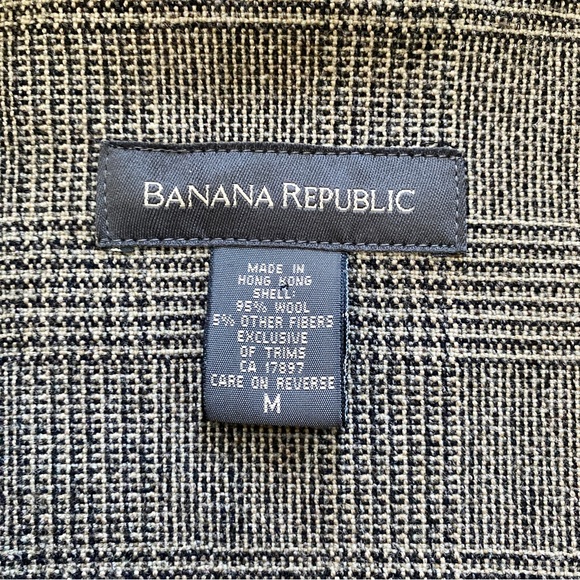 BANANA REPUBLIC
MADE IN
HONG KONG
SHELL:
95% WOOL
5% OTHER FIBERS
EXCLUSIVE
OF TRIMS
CA 17897
CARE ON REVERSE
M